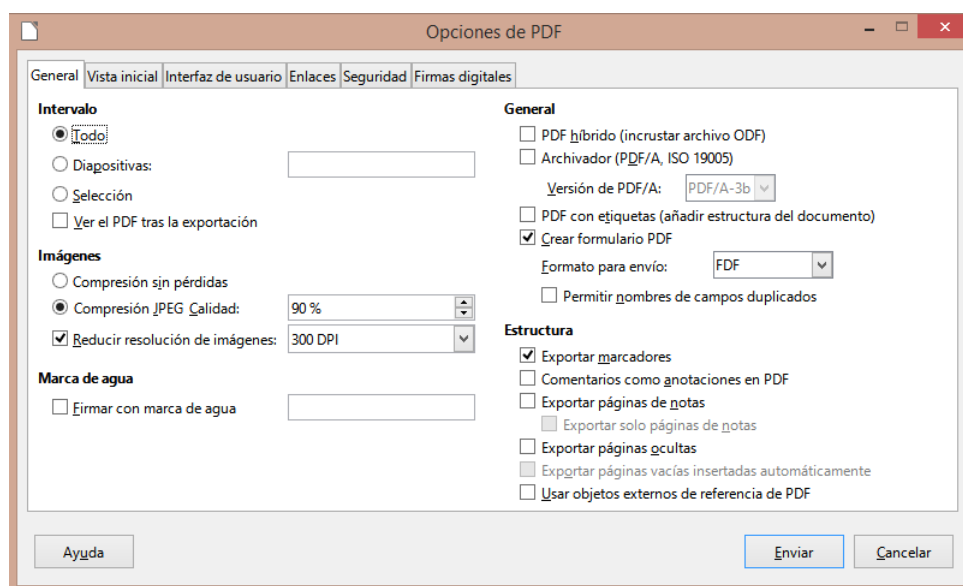 Opciones de PDF
General Vista inicial Interfaz de usuario Enlaces Seguridad Firmas digitales
Intervalo
Todo
Diapositivas:
Selección
Ver el PDF tras la exportación
Imágenes
Compresión sin pérdidas
Compresión JPEG Calidad: 90 %
Reducir resolución de imágenes: 300 DPI
Marca de agua
Firmar con marca de agua
General
PDF híbrido (incrustar archivo ODF)
Archivador (PDF/A, ISO 19005)
Versión de PDF/A: PDF/A-3b
PDF con etiquetas (añadir estructura del documento)
Crear formulario PDF
Formato para envío: FDF
Permitir nombres de campos duplicados
Estructura
Exportar marcadores
Comentarios como anotaciones en PDF
Exportar páginas de notas
Exportar solo páginas de notas
Exportar páginas ocultas
Exportar páginas vacías insertadas automáticamente
Usar objetos externos de referencia de PDF
Ayuda Enviar Cancelar